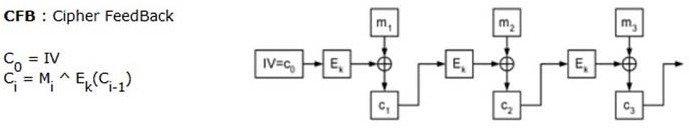 CFB : Cipher FeedBack
C0 = IV
Ci = Mi ^ Ek(Ci-1)
m1 m2 m3
IV=c0 Ek Ek Ek
c1 c2 c3